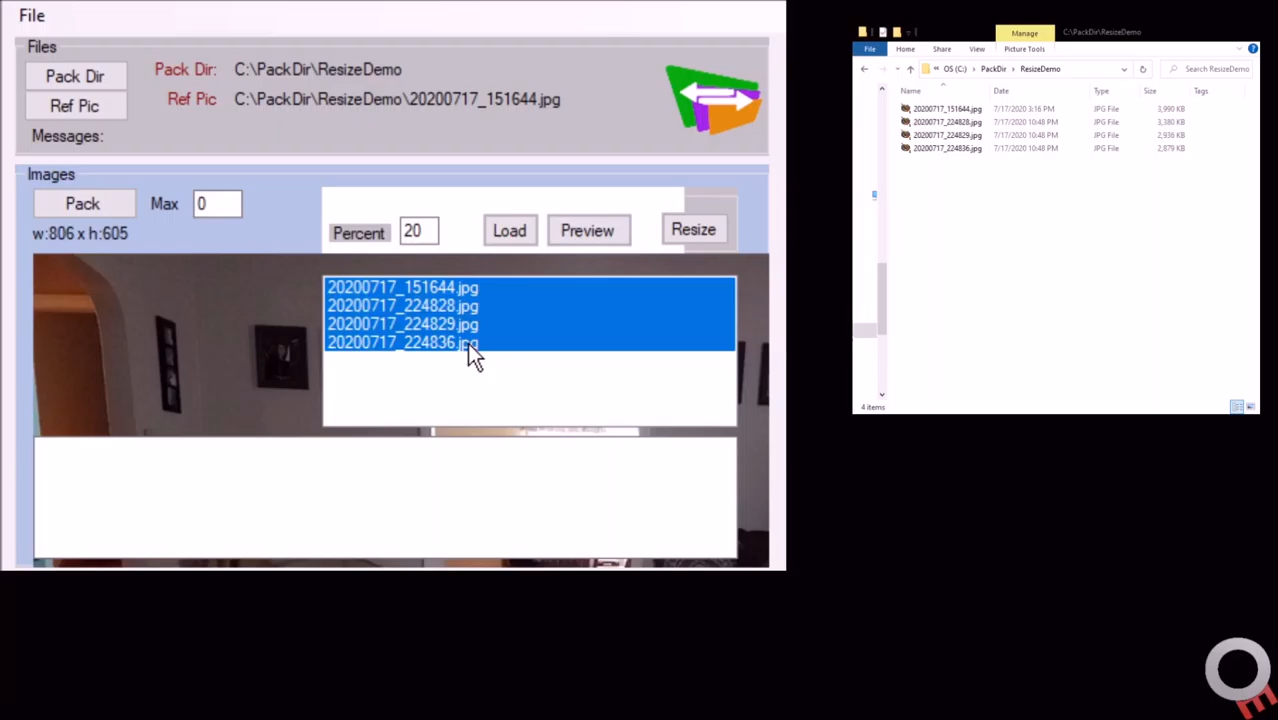 File
Files
Pack Dir
Pack Dir: C:\PackDir\ResizeDemo
Ref Pic
Ref Pic C:\PackDir\ResizeDemo\20200717_151644.jpg
Messages:
Images
Pack Max 0
w:806 x h:605
Percent 20 Load Preview Resize
20200717_151644.jpg
20200717_224828.jpg
20200717_224829.jpg
20200717_224836.jpg
Manage C:\PackDir\ResizeDemo
File Home Share View Picture Tools
OS (C:) PackDir ResizeDemo Search ResizeDemo
Name Date Type Size Tags
20200717_151644.jpg 7/17/2020 3:16 PM JPG File 3,990 KB
20200717_224828.jpg 7/17/2020 10:48 PM JPG File 3,380 KB
20200717_224829.jpg 7/17/2020 10:48 PM JPG File 2,936 KB
20200717_224836.jpg 7/17/2020 10:48 PM JPG File 2,879 KB
4 items